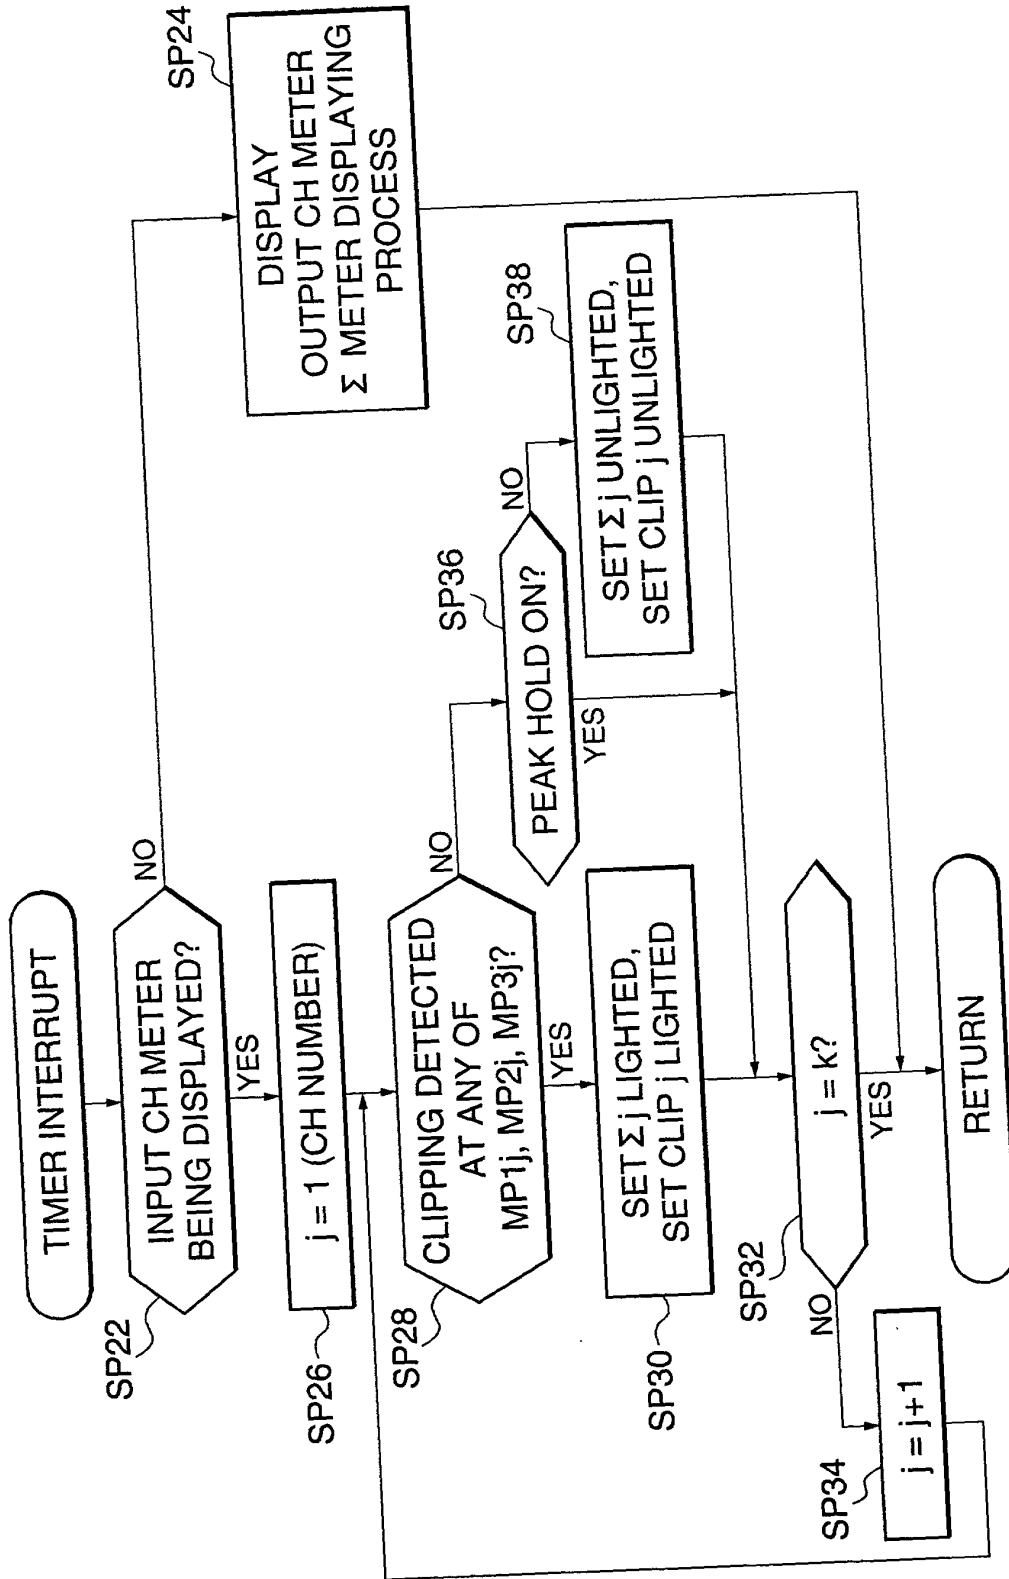 TIMER INTERRUPT
SP22
INPUT CH METER
BEING DISPLAYED?
NO
YES
SP24
DISPLAY
OUTPUT CH METER
Σ METER DISPLAYING
PROCESS
SP26
j = 1 (CH NUMBER)
SP28
CLIPPING DETECTED
AT ANY OF
MP1j, MP2j, MP3j?
NO
YES
SP36
PEAK HOLD ON?
NO
YES
SP38
SET Σ j UNLIGHTED,
SET CLIP j UNLIGHTED
SP30
SET Σ j LIGHTED,
SET CLIP j LIGHTED
SP32
j = k?
NO
YES
SP34
j = j+1
RETURN